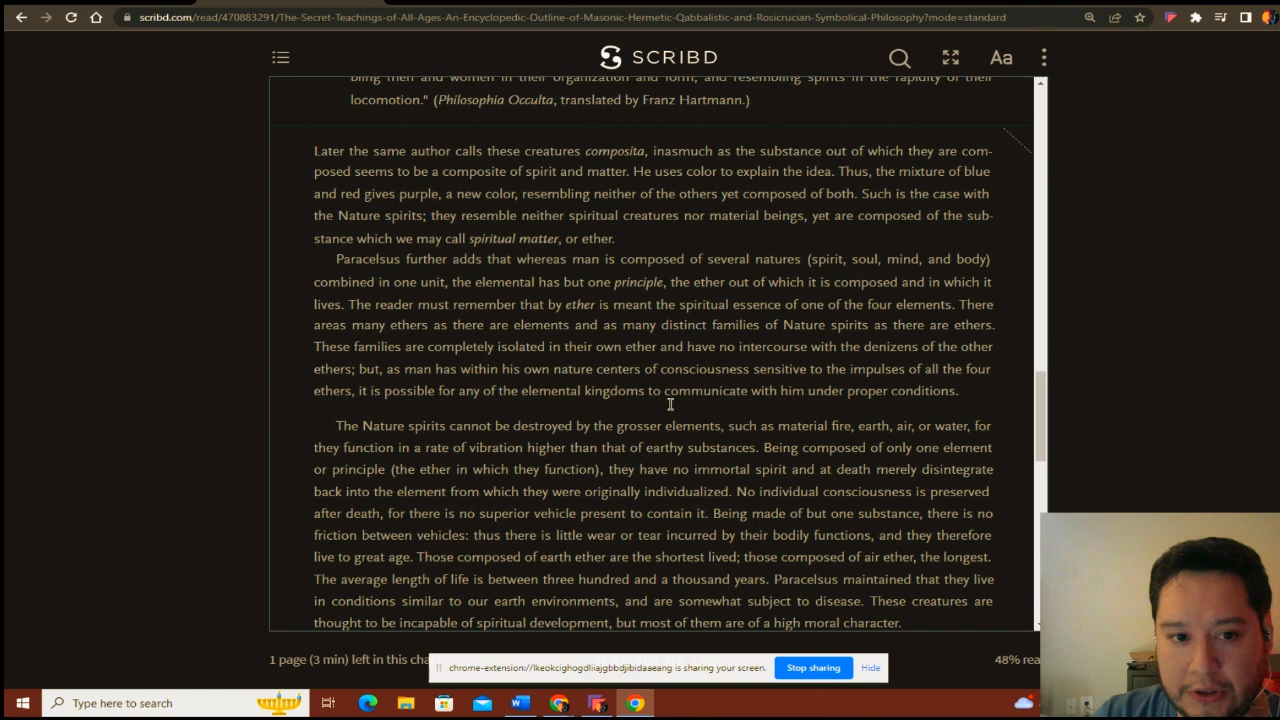 scribd.com/read/470883291/The-Secret-Teachings-of-All-Ages-An-Encyclopedic-Outline-of-Masonic-Hermetic-Qabbalistic-and-Rosicrucian-Symbolical-Philosophy?mode=standard
SCRIBD
Aa
bling men and women in their organization and form, and resembling spirits in the rapidity of their
locomotion." (Philosophia Occulta, translated by Franz Hartmann.)
Later the same author calls these creatures composita, inasmuch as the substance out of which they are com-
posed seems to be a composite of spirit and matter. He uses color to explain the idea. Thus, the mixture of blue
and red gives purple, a new color, resembling neither of the others yet composed of both. Such is the case with
the Nature spirits; they resemble neither spiritual creatures nor material beings, yet are composed of the sub-
stance which we may call spiritual matter, or ether.
Paracelsus further adds that whereas man is composed of several natures (spirit, soul, mind, and body)
combined in one unit, the elemental has but one principle, the ether out of which it is composed and in which it
lives. The reader must remember that by ether is meant the spiritual essence of one of the four elements. There
areas many ethers as there are elements and as many distinct families of Nature spirits as there are ethers.
These families are completely isolated in their own ether and have no intercourse with the denizens of the other
ethers; but, as man has within his own nature centers of consciousness sensitive to the impulses of all the four
ethers, it is possible for any of the elemental kingdoms to communicate with him under proper conditions.
The Nature spirits cannot be destroyed by the grosser elements, such as material fire, earth, air, or water, for
they function in a rate of vibration higher than that of earthy substances. Being composed of only one element
or principle (the ether in which they function), they have no immortal spirit and at death merely disintegrate
back into the element from which they were originally individualized. No individual consciousness is preserved
after death, for there is no superior vehicle present to contain it. Being made of but one substance, there is no
friction between vehicles: thus there is little wear or tear incurred by their bodily functions, and they therefore
live to great age. Those composed of earth ether are the shortest lived; those composed of air ether, the longest.
The average length of life is between three hundred and a thousand years. Paracelsus maintained that they live
in conditions similar to our earth environments, and are somewhat subject to disease. These creatures are
thought to be incapable of spiritual development, but most of them are of a high moral character.
1 page (3 min) left in this cha
48% rea
chrome-extension://lkeokcighogdliiajgbbdjibidaaeang is sharing your screen.
Stop sharing
Hide
Type here to search